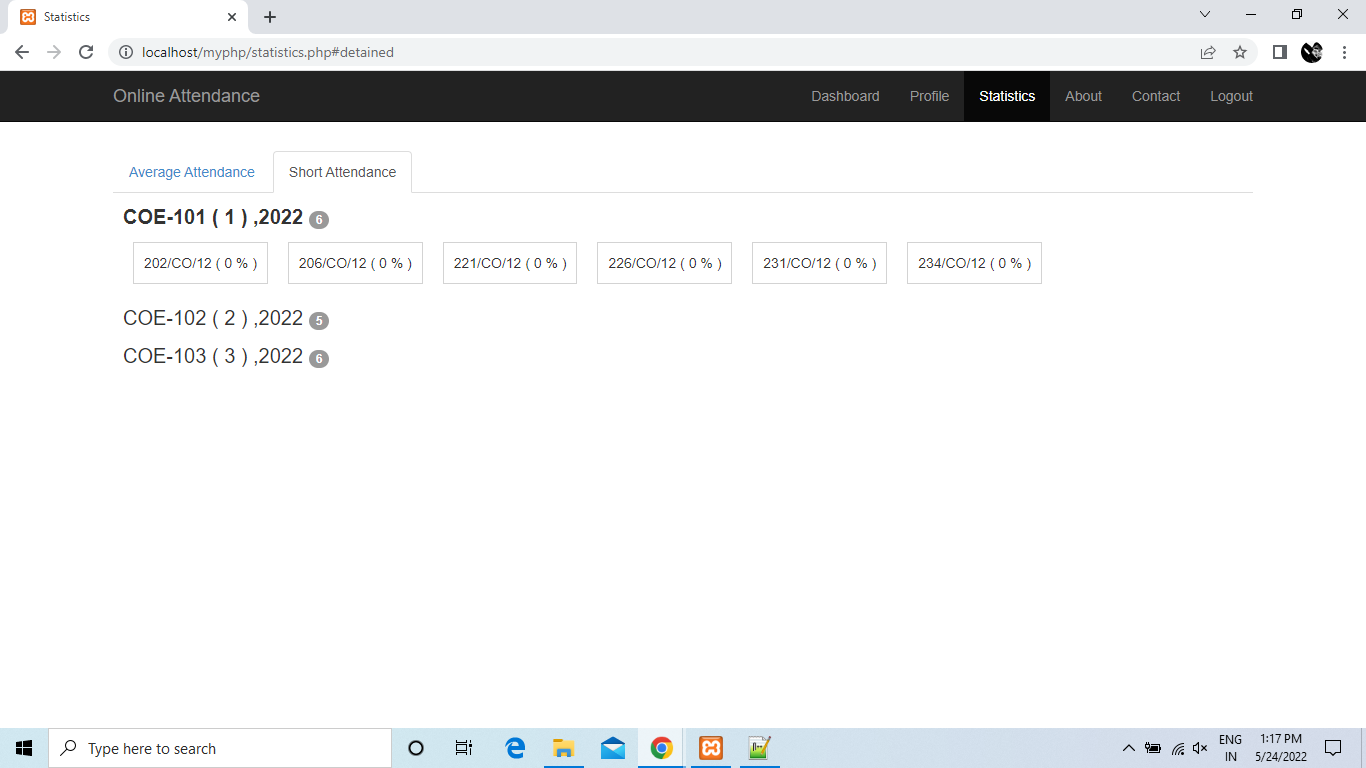 Statistics
localhost/myphp/statistics.php#detained
Online Attendance Dashboard Profile Statistics About Contact Logout
Average Attendance Short Attendance
COE-101 ( 1 ) ,2022 6
202/CO/12 ( 0 % ) 206/CO/12 ( 0 % ) 221/CO/12 ( 0 % ) 226/CO/12 ( 0 % ) 231/CO/12 ( 0 % ) 234/CO/12 ( 0 % )
COE-102 ( 2 ) ,2022 5
COE-103 ( 3 ) ,2022 6
Type here to search
ENG
IN
1:17 PM
5/24/2022